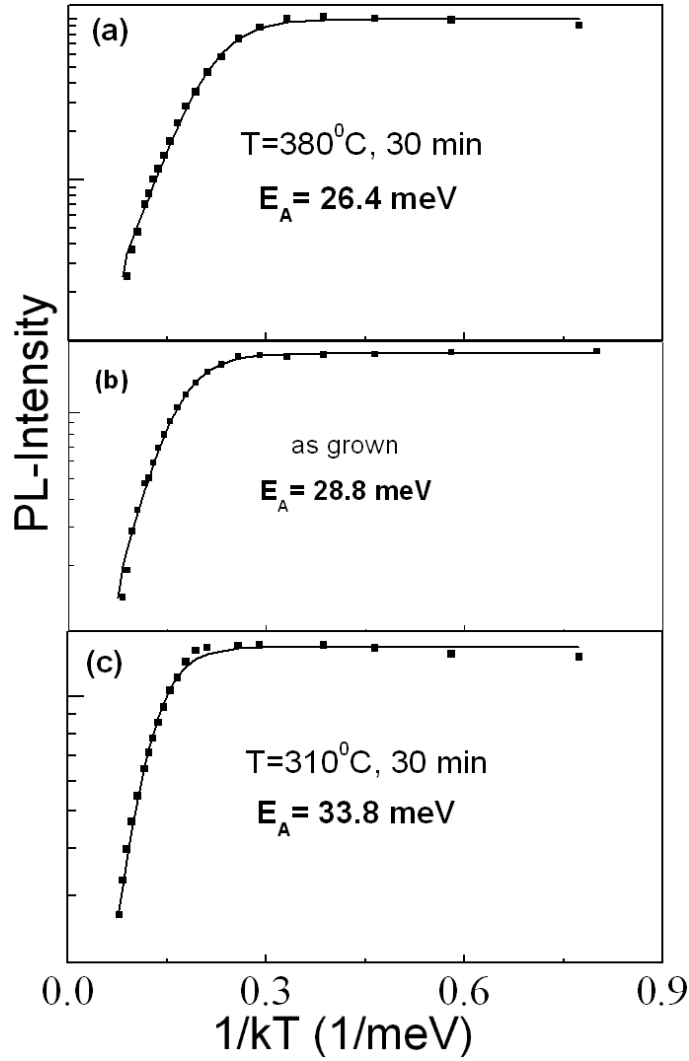 (a)
T=380⁰C, 30 min
E_A= 26.4 meV
(b)
as grown
E_A= 28.8 meV
(c)
T=310⁰C, 30 min
E_A= 33.8 meV
PL-Intensity
0.0 0.3 0.6 0.9
1/kT (1/meV)